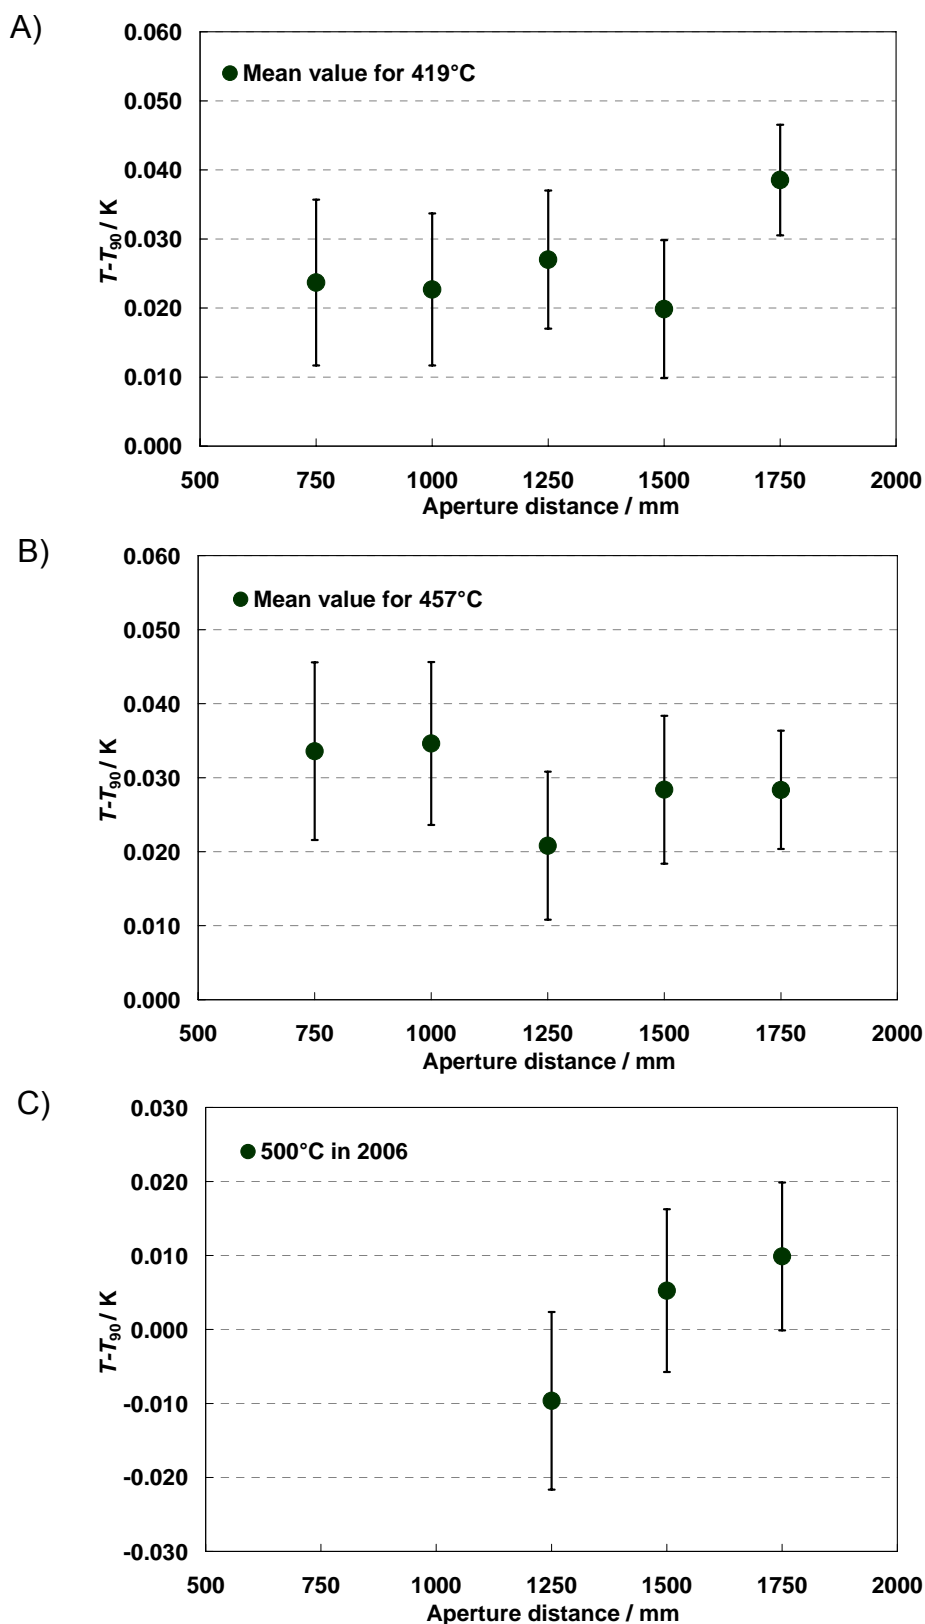 A)
0.060
Mean value for 419°C
0.050
0.040
0.030
0.020
0.010
0.000
T-T90 / K
500 750 1000 1250 1500 1750 2000
Aperture distance / mm
B)
0.060
Mean value for 457°C
0.050
0.040
0.030
0.020
0.010
0.000
T-T90 / K
500 750 1000 1250 1500 1750 2000
Aperture distance / mm
C)
0.030
500°C in 2006
0.020
0.010
0.000
-0.010
-0.020
-0.030
T-T90 / K
500 750 1000 1250 1500 1750 2000
Aperture distance / mm